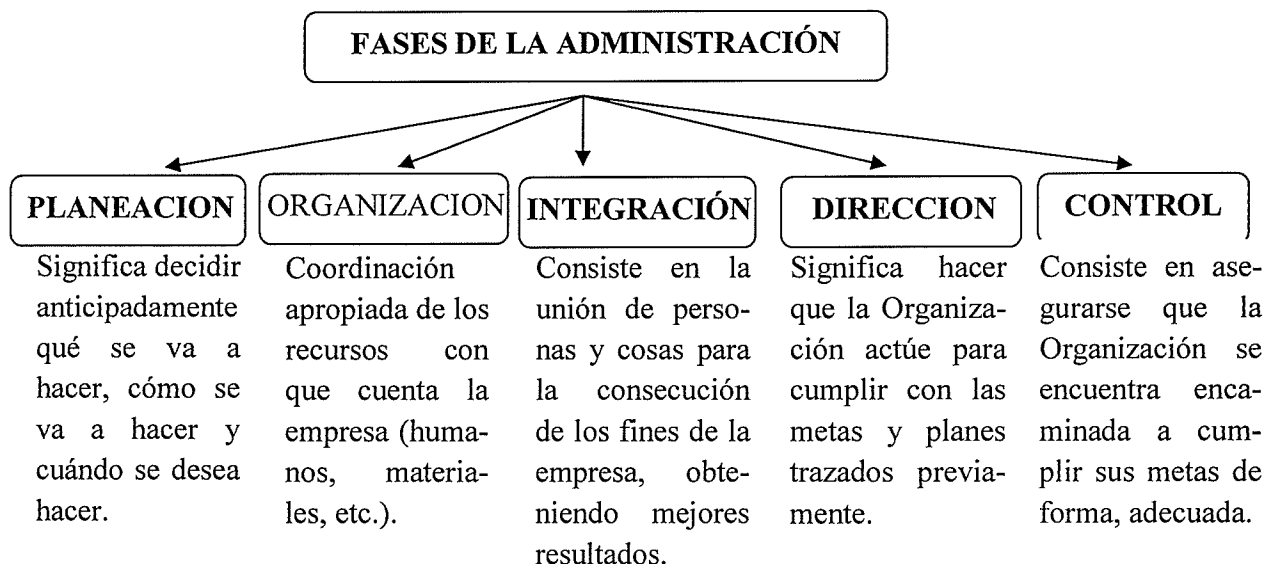 FASES DE LA ADMINISTRACIÓN
PLANEACION
Significa decidir
anticipadamente
qué se va a
hacer, cómo se
va a hacer y
cuándo se desea
hacer.
ORGANIZACION
Coordinación
apropiada de los
recursos con
que cuenta la
empresa (huma-
nos, materia-
les, etc.).
INTEGRACIÓN
Consiste en la
unión de perso-
nas y cosas para
la consecución
de los fines de la
empresa, obte-
niendo mejores
resultados.
DIRECCION
Significa hacer
que la Organiza-
ción actúe para
cumplir con las
metas y planes
trazados previa-
mente.
CONTROL
Consiste en ase-
gurarse que la
Organización se
encuentra enca-
minada a cum-
plir sus metas de
forma, adecuada.